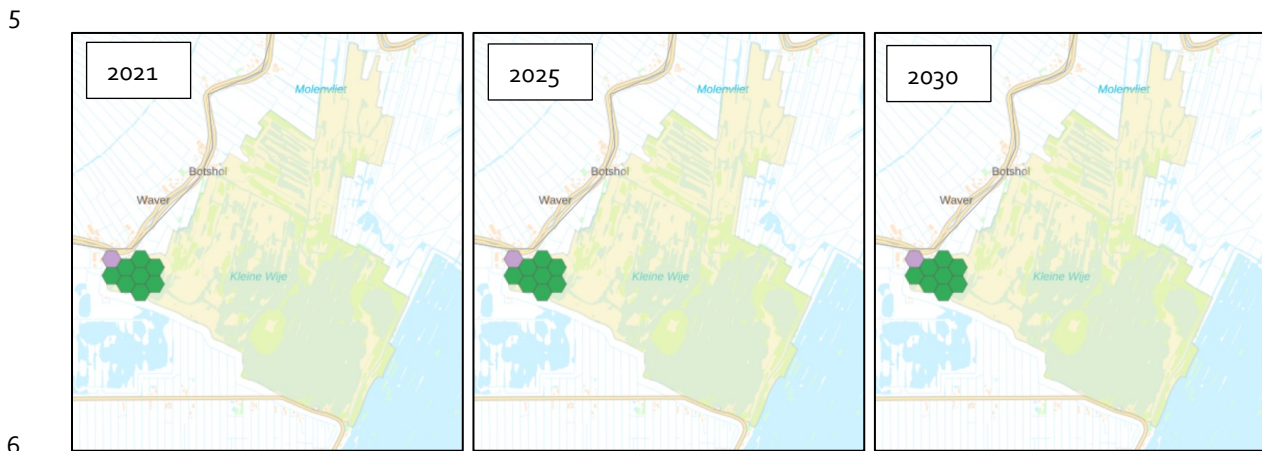 5
2021
Molenvliet
Botshol
Waver
Kleine Wije
2025
Molenvliet
Botshol
Waver
Kleine Wije
2030
Molenvliet
Botshol
Waver
Kleine Wije
6